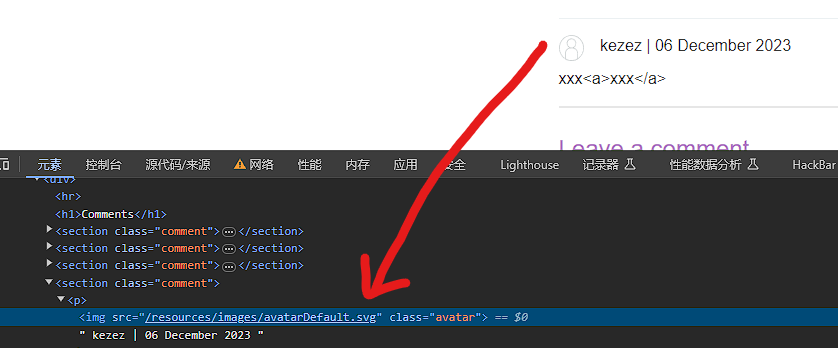 kezez | 06 December 2023
xxx<a>xxx</a>
Leave a comment
元素 控制台 源代码/来源 网络 性能 内存 应用 安全 Lighthouse 记录器 性能数据分析 HackBar
<div>
<hr>
<h1>Comments</h1>
<section class="comment">…</section>
<section class="comment">…</section>
<section class="comment">…</section>
<section class="comment">
<p>
<img src="/resources/images/avatarDefault.svg" class="avatar"> == $0
" kezez | 06 December 2023 "